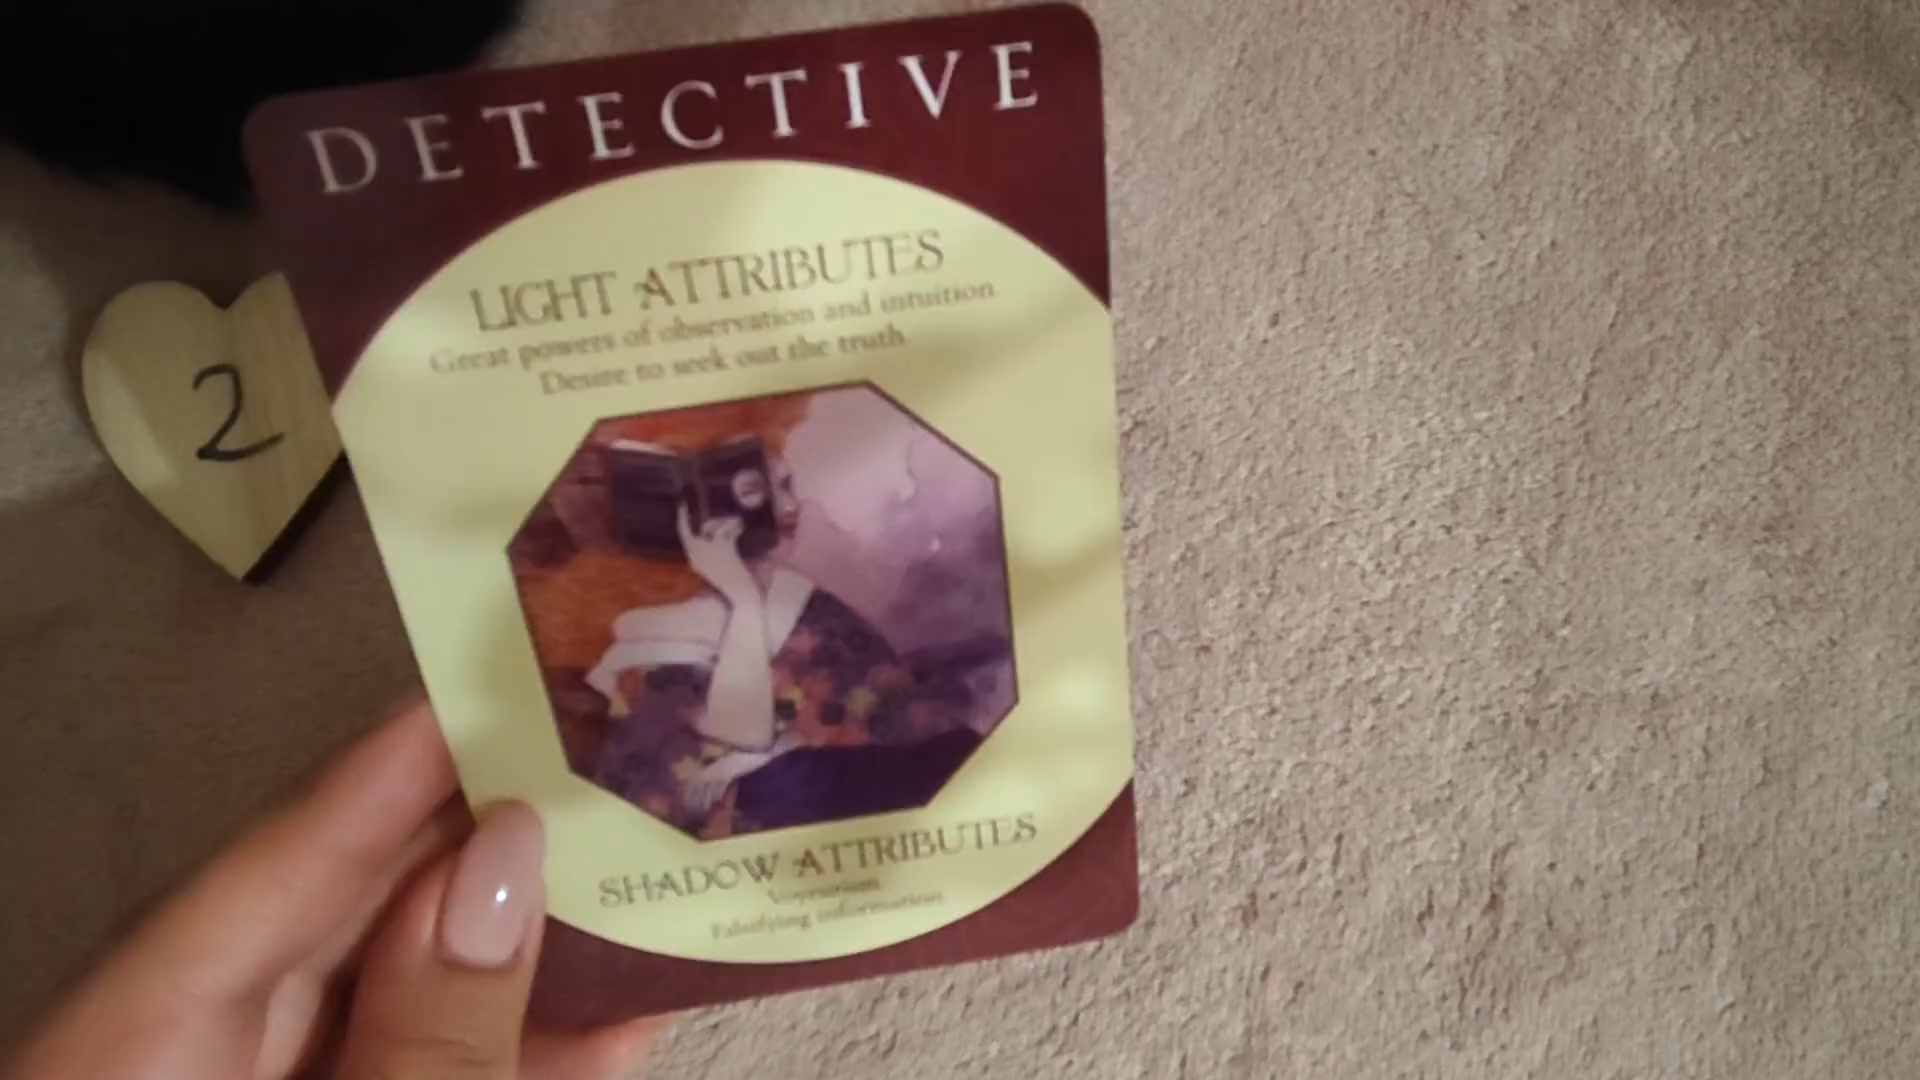 DETECTIVE
LIGHT ATTRIBUTES
Great powers of observation and intuition
Desire to seek out the truth
2
SHADOW ATTRIBUTES
Voyeurism
Falsifying information